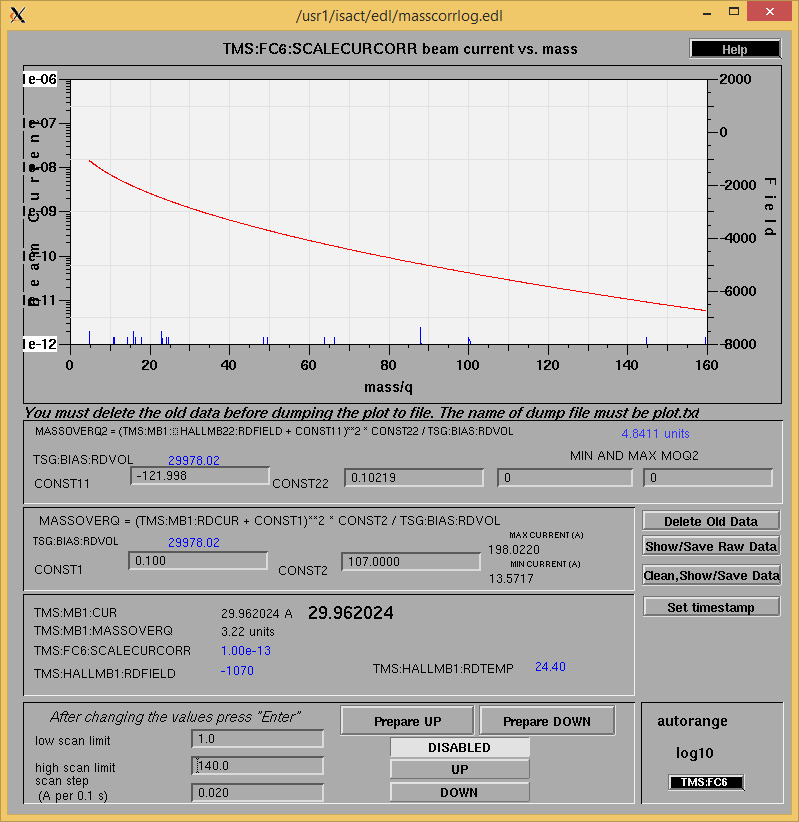 /usr1/isact/edl/masscorrlog.edl
TMS:FC6:SCALECURCORR beam current vs. mass
Help
1e-06
1e-07
1e-08
1e-09
1e-10
1e-11
1e-12
Beam Current
2000
0
-2000
-4000
-6000
-8000
Field
0 20 40 60 80 100 120 140 160
mass/q
You must delete the old data before dumping the plot to file. The name of dump file must be plot.txt
MASSOVERQ2 = (TMS:MB1: HALLMB22:RDFIELD + CONST11)**2 * CONST22 / TSG:BIAS:RDVOL
4.8411 units
TSG:BIAS:RDVOL 29978.02
MIN AND MAX MOQ2
CONST11 -121.998 CONST22 0.10219 0 0
MASSOVERQ = (TMS:MB1:RDCUR + CONST1)**2 * CONST2 / TSG:BIAS:RDVOL
TSG:BIAS:RDVOL 29978.02
MAX CURRENT (A)
198.0220
MIN CURRENT (A)
13.5717
CONST1 0.100 CONST2 107.0000
Delete Old Data
Show/Save Raw Data
Clean,Show/Save Data
Set timestamp
TMS:MB1:CUR 29.962024 A 29.962024
TMS:MB1:MASSOVERQ 3.22 units
TMS:FC6:SCALECURCORR 1.00e-13
TMS:HALLMB1:RDFIELD -1070
TMS:HALLMB1:RDTEMP 24.40
After changing the values press "Enter"
low scan limit 1.0
high scan limit 140.0
scan step
(A per 0.1 s) 0.020
Prepare UP
Prepare DOWN
DISABLED
UP
DOWN
autorange
log10
TMS:FC6